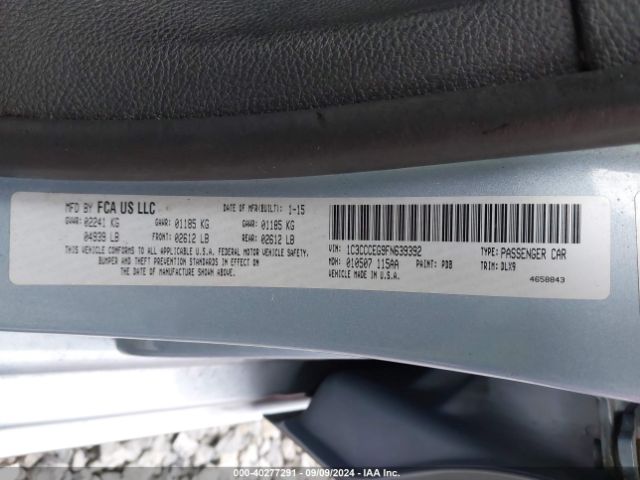 MFD BY FCA US LLC
DATE OF MFR(BUILT): 1-15
GVWR: 02241 KG GAWR: 01185 KG GAWR: 01185 KG
04939 LB FRONT: 02612 LB REAR: 02612 LB
THIS VEHICLE CONFORMS TO ALL APPLICABLE U.S.A. FEDERAL MOTOR VEHICLE SAFETY,
BUMPER AND THEFT PREVENTION STANDARDS IN EFFECT ON
THE DATE OF MANUFACTURE SHOWN ABOVE.
VIN: 1C3CCCEG9FN639392 TYPE: PASSENGER CAR
MDH: 010507 115AA PAINT: PDB TRIM: DLX9
VEHICLE MADE IN U.S.A.
4658843
000-40277291 - 09/09/2024 - IAA Inc.